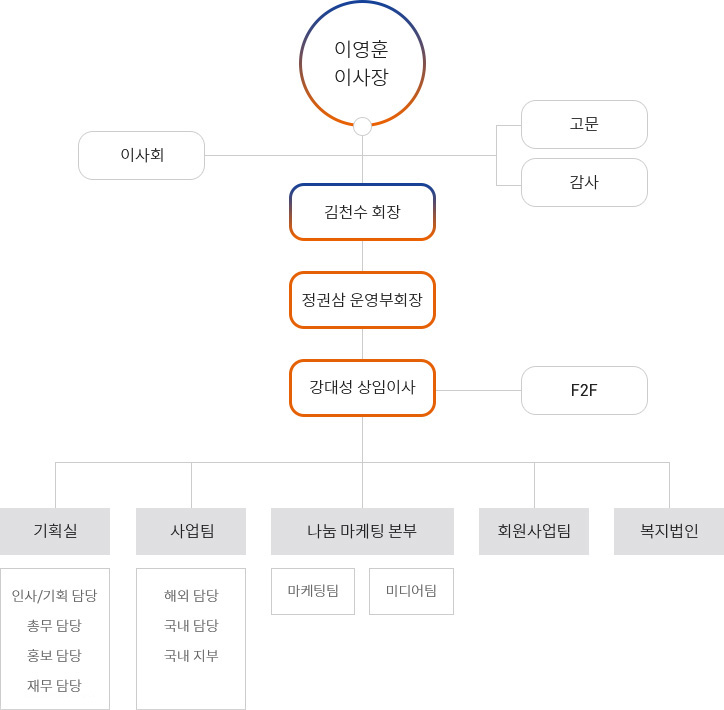 이영훈
이사장
고문
이사회
감사
김천수 회장
정권삼 운영부회장
강대성 상임이사
F2F
기획실
사업팀
나눔 마케팅 본부
회원사업팀
복지법인
인사/기획 담당
총무 담당
홍보 담당
재무 담당
해외 담당
국내 담당
국내 지부
마케팅팀
미디어팀